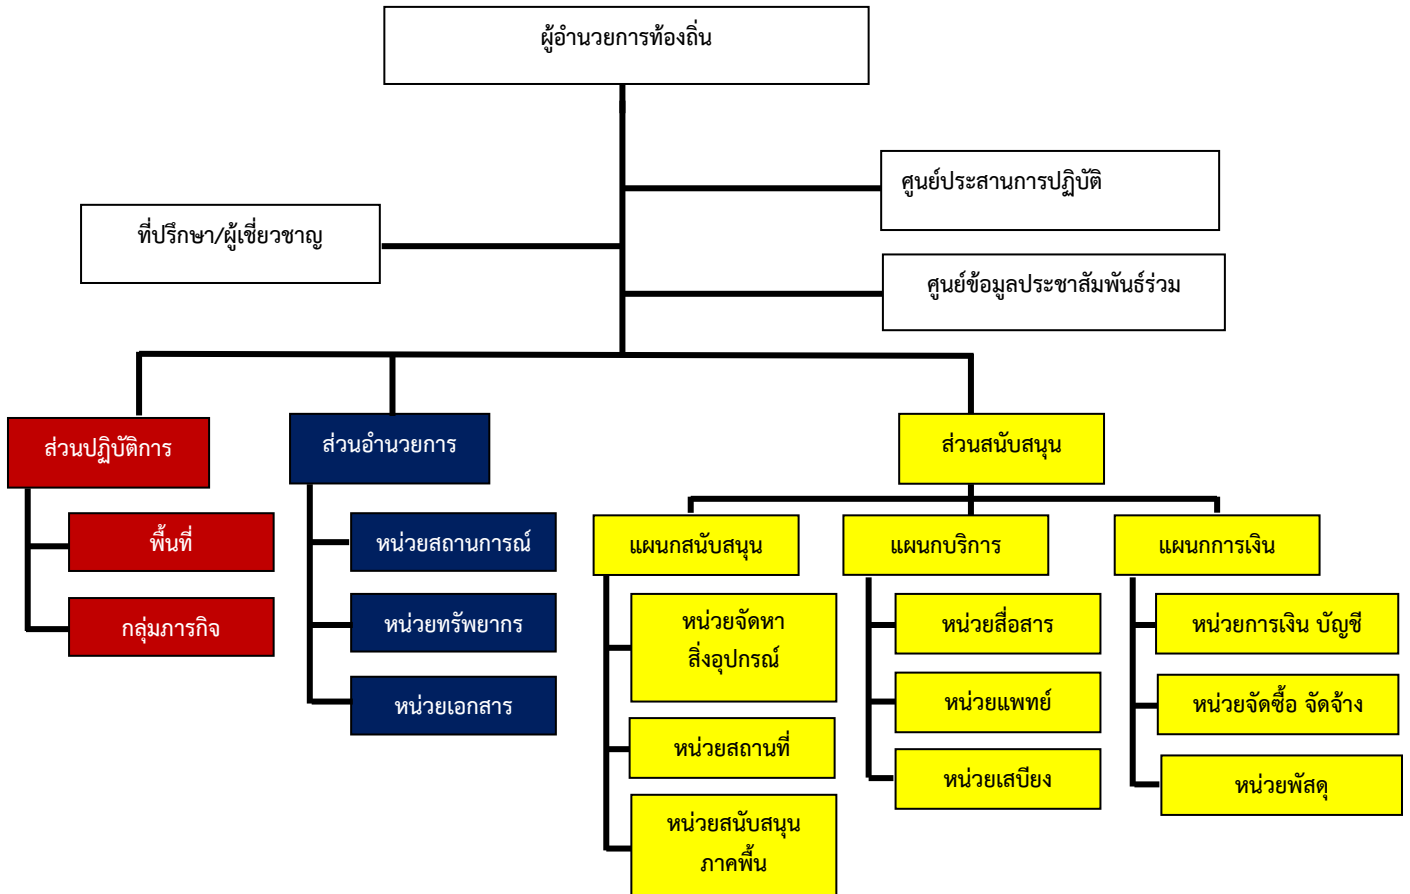 ผู้อำนวยการท้องถิ่น
ศูนย์ประสานการปฏิบัติ
ที่ปรึกษา/ผู้เชี่ยวชาญ
ศูนย์ข้อมูลประชาสัมพันธ์ร่วม
ส่วนปฏิบัติการ
พื้นที่
กลุ่มภารกิจ
ส่วนอำนวยการ
หน่วยสถานการณ์
หน่วยทรัพยากร
หน่วยเอกสาร
ส่วนสนับสนุน
แผนกสนับสนุน
หน่วยจัดหา
สิ่งอุปกรณ์
หน่วยสถานที่
หน่วยสนับสนุน
ภาคพื้น
แผนกบริการ
หน่วยสื่อสาร
หน่วยแพทย์
หน่วยเสบียง
แผนกการเงิน
หน่วยการเงิน บัญชี
หน่วยจัดซื้อ จัดจ้าง
หน่วยพัสดุ